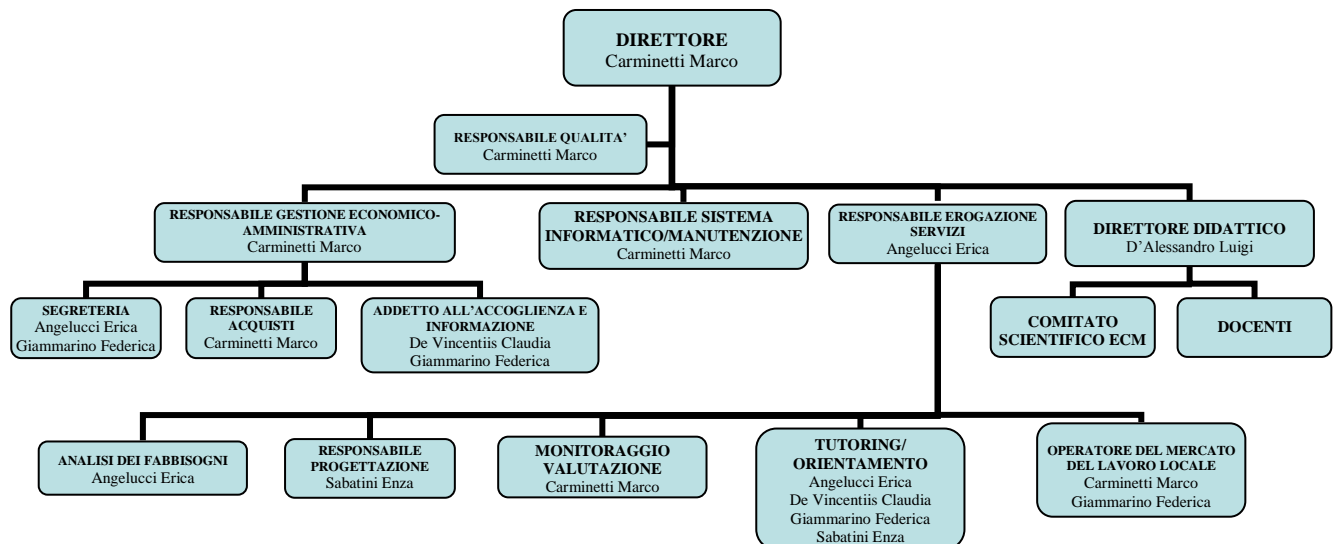 DIRETTORE
Carminetti Marco
RESPONSABILE QUALITA’
Carminetti Marco
RESPONSABILE GESTIONE ECONOMICO-
AMMINISTRATIVA
Carminetti Marco
RESPONSABILE SISTEMA
INFORMATICO/MANUTENZIONE
Carminetti Marco
RESPONSABILE EROGAZIONE
SERVIZI
Angelucci Erica
DIRETTORE DIDATTICO
D’Alessandro Luigi
SEGRETERIA
Angelucci Erica
Giammarino Federica
RESPONSABILE
ACQUISTI
Carminetti Marco
ADDETTO ALL’ACCOGLIENZA E
INFORMAZIONE
De Vincentiis Claudia
Giammarino Federica
COMITATO
SCIENTIFICO ECM
DOCENTI
ANALISI DEI FABBISOGNI
Angelucci Erica
RESPONSABILE
PROGETTAZIONE
Sabatini Enza
MONITORAGGIO
VALUTAZIONE
Carminetti Marco
TUTORING/
ORIENTAMENTO
Angelucci Erica
De Vincentiis Claudia
Giammarino Federica
Sabatini Enza
OPERATORE DEL MERCATO
DEL LAVORO LOCALE
Carminetti Marco
Giammarino Federica